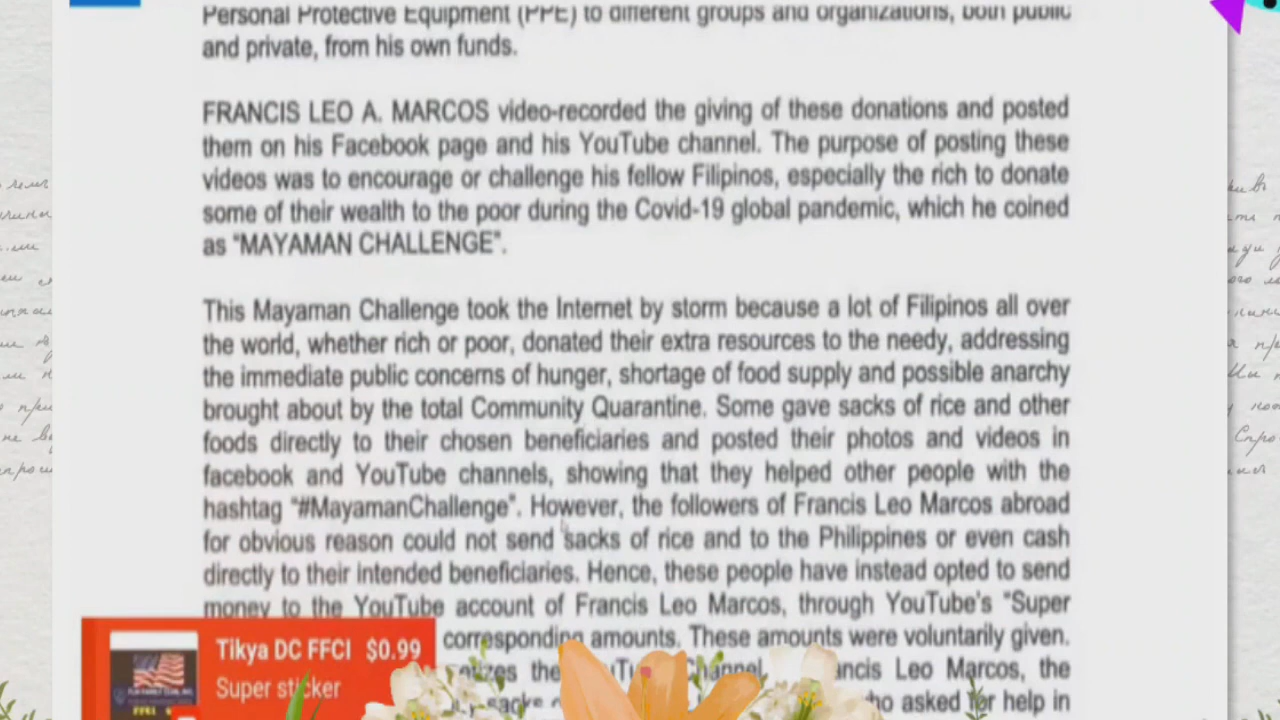 Personal Protective Equipment (PPE) to different groups and organizations, both public
and private, from his own funds.
FRANCIS LEO A. MARCOS video-recorded the giving of these donations and posted
them on his Facebook page and his YouTube channel. The purpose of posting these
videos was to encourage or challenge his fellow Filipinos, especially the rich to donate
some of their wealth to the poor during the Covid-19 global pandemic, which he coined
as "MAYAMAN CHALLENGE".
This Mayaman Challenge took the Internet by storm because a lot of Filipinos all over
the world, whether rich or poor, donated their extra resources to the needy, addressing
the immediate public concerns of hunger, shortage of food supply and possible anarchy
brought about by the total Community Quarantine. Some gave sacks of rice and other
foods directly to their chosen beneficiaries and posted their photos and videos in
facebook and YouTube channels, showing that they helped other people with the
hashtag "#MayamanChallenge". However, the followers of Francis Leo Marcos abroad
for obvious reason could not send sacks of rice and to the Philippines or even cash
directly to their intended beneficiaries. Hence, these people have instead opted to send
money to the YouTube account of Francis Leo Marcos, through YouTube's "Super
corresponding amounts. These amounts were voluntarily given.
the Channel, Leo Marcos, the
sacks who asked for help in
Tikya DC FFCI $0.99
Super sticker